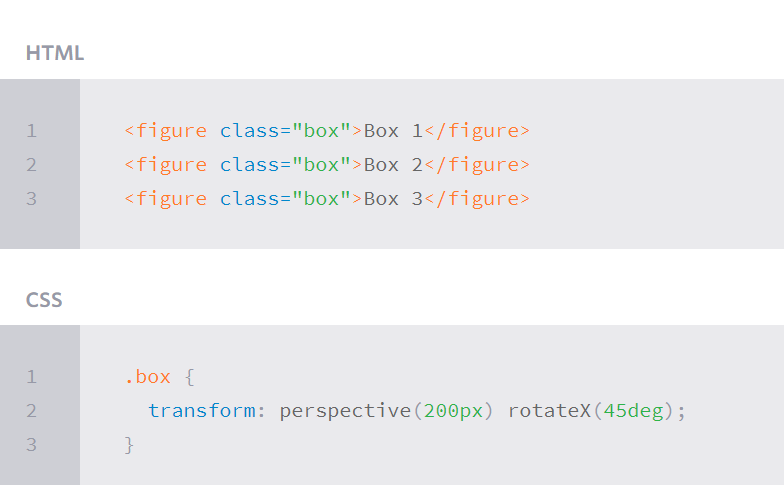 HTML
1 <figure class="box">Box 1</figure>
2 <figure class="box">Box 2</figure>
3 <figure class="box">Box 3</figure>
CSS
1 .box {
2   transform: perspective(200px) rotateX(45deg);
3 }